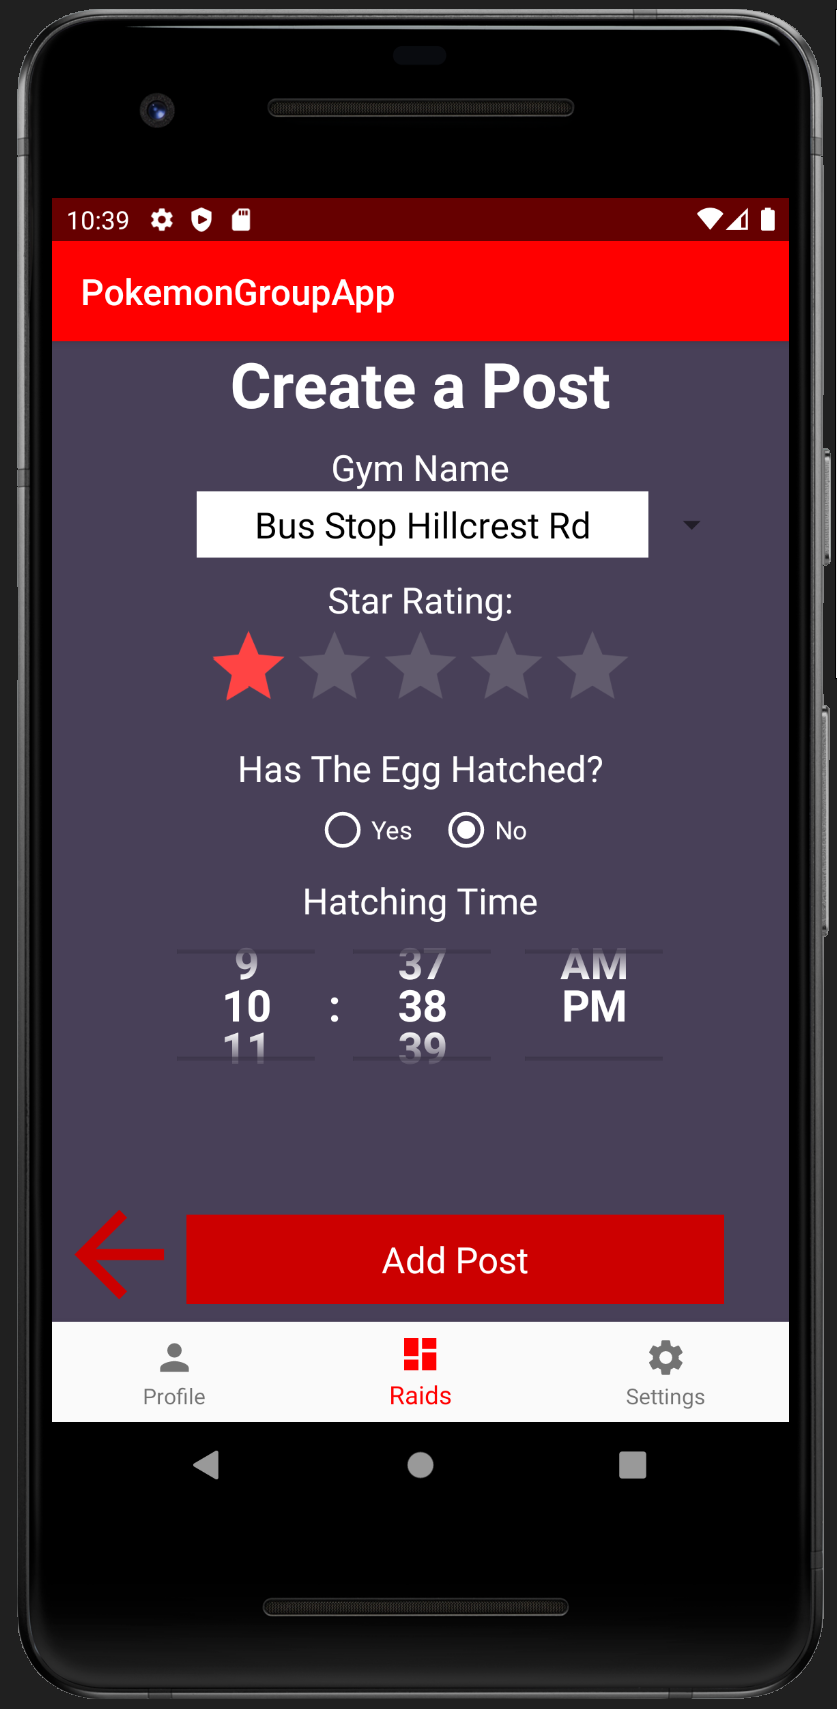 10:39
PokemonGroupApp
Create a Post
Gym Name
Bus Stop Hillcrest Rd
Star Rating:
Has The Egg Hatched?
Yes No
Hatching Time
9 37 AM
10 : 38 PM
11 39
Add Post
Profile Raids Settings